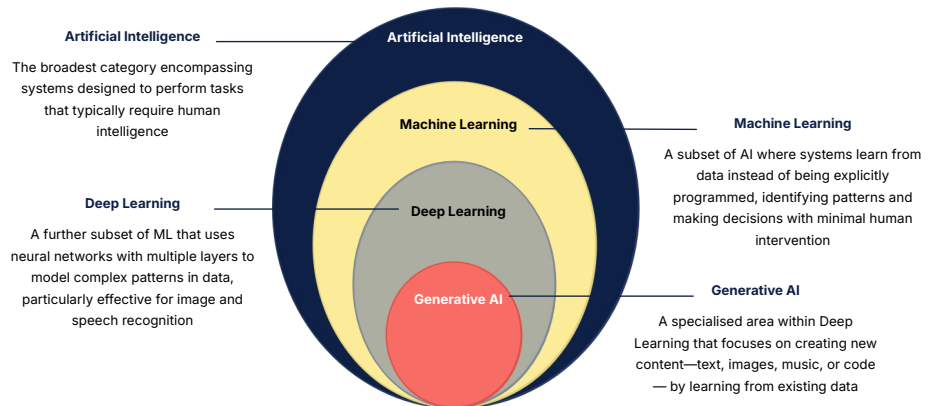 Artificial Intelligence
The broadest category encompassing
systems designed to perform tasks
that typically require human
intelligence
Deep Learning
A further subset of ML that uses
neural networks with multiple layers to
model complex patterns in data,
particularly effective for image and
speech recognition
Artificial Intelligence
Machine Learning
Deep Learning
Generative AI
Machine Learning
A subset of AI where systems learn from
data instead of being explicitly
programmed, identifying patterns and
making decisions with minimal human
intervention
Generative AI
A specialised area within Deep
Learning that focuses on creating new
content—text, images, music, or code
— by learning from existing data